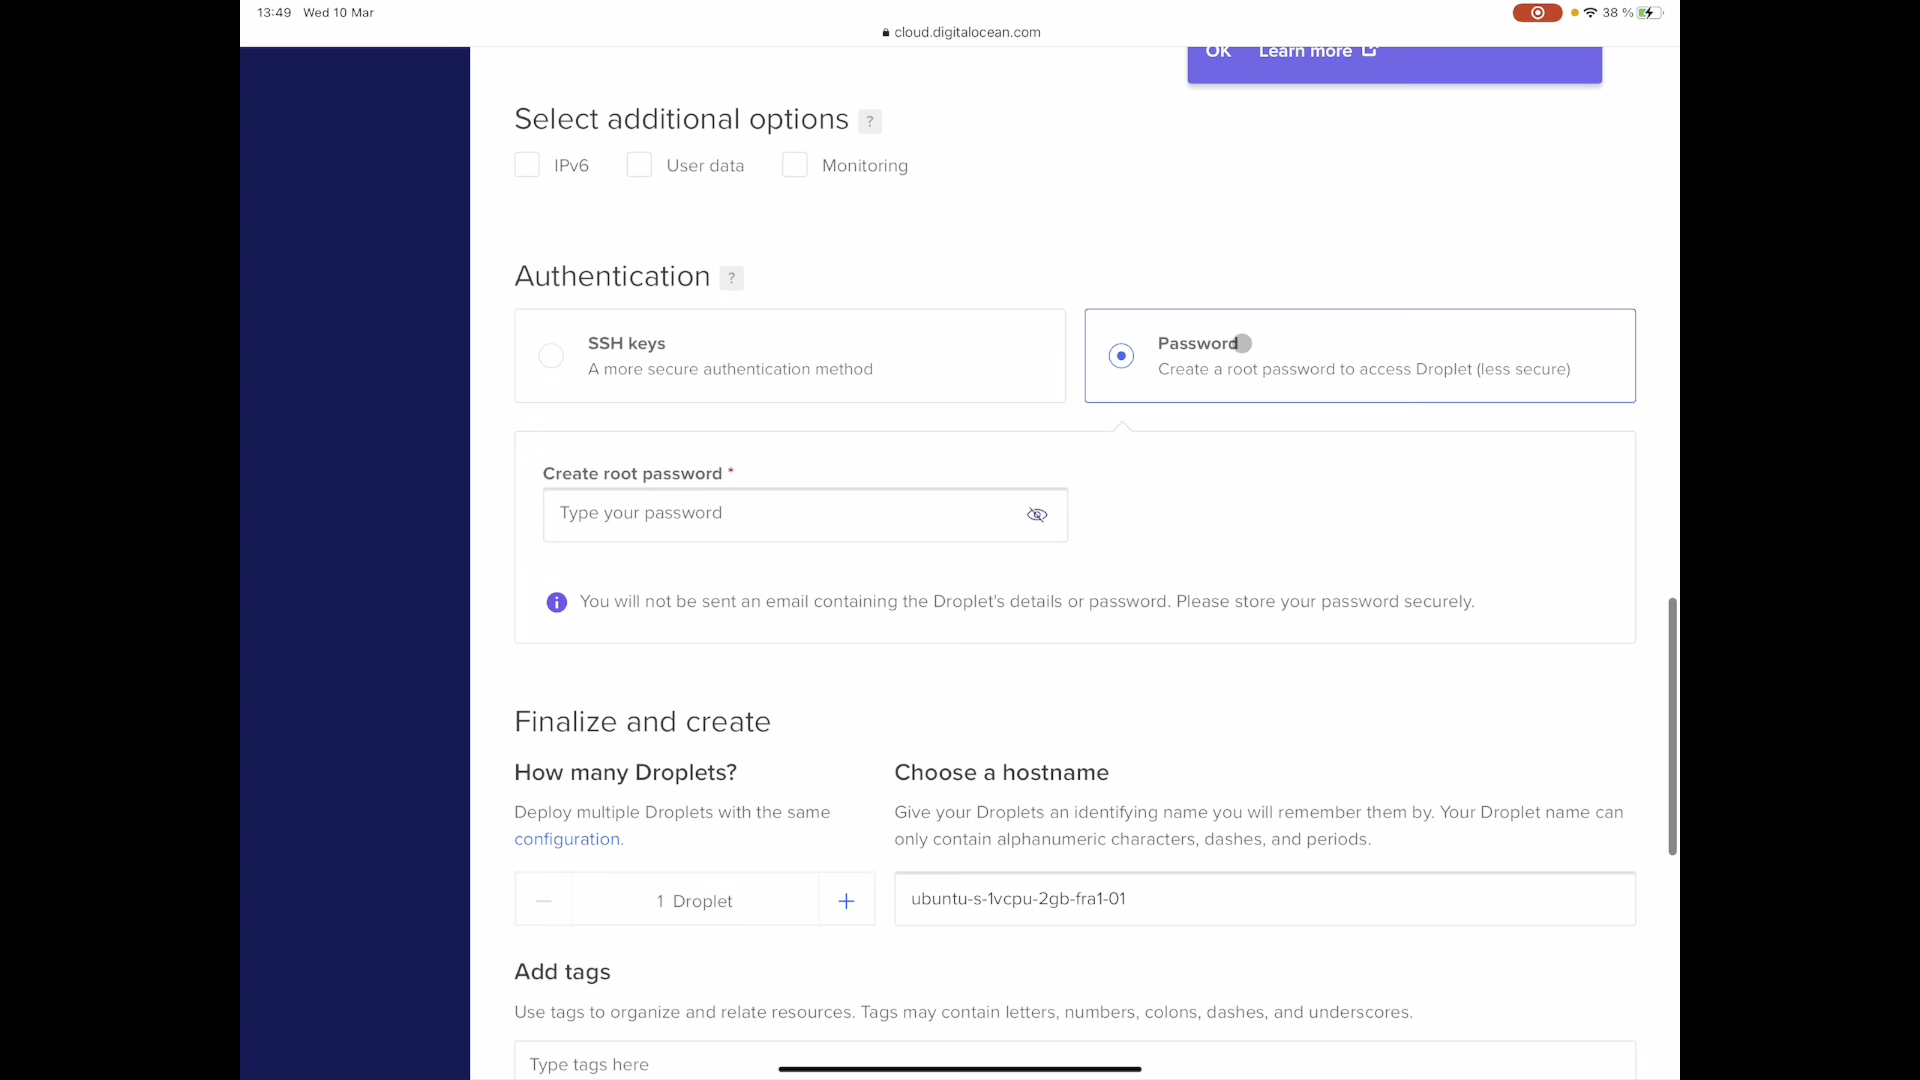 13:49 Wed 10 Mar
38 %
cloud.digitalocean.com
OK Learn more
Select additional options ?
IPv6 User data Monitoring
Authentication ?
SSH keys
A more secure authentication method
Password
Create a root password to access Droplet (less secure)
Create root password *
Type your password
You will not be sent an email containing the Droplet's details or password. Please store your password securely.
Finalize and create
How many Droplets?
Deploy multiple Droplets with the same
configuration.
1 Droplet
Choose a hostname
Give your Droplets an identifying name you will remember them by. Your Droplet name can
only contain alphanumeric characters, dashes, and periods.
ubuntu-s-1vcpu-2gb-fra1-01
Add tags
Use tags to organize and relate resources. Tags may contain letters, numbers, colons, dashes, and underscores.
Type tags here